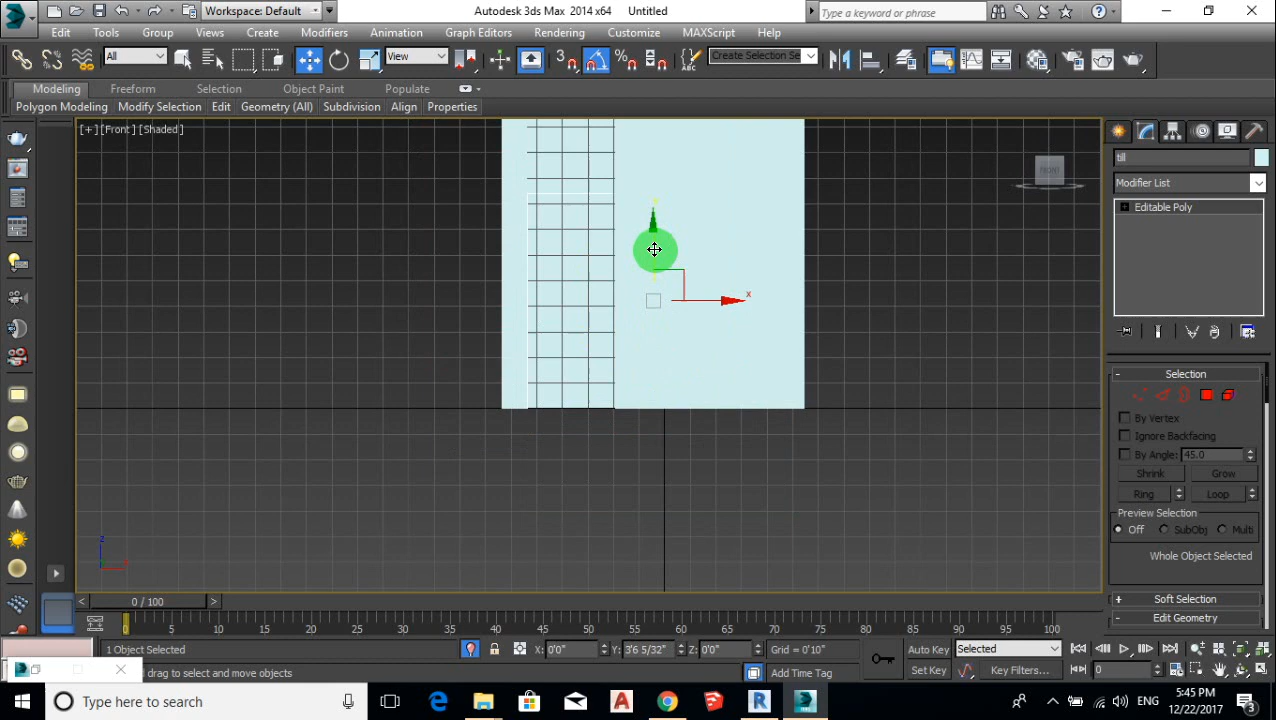 Workspace: Default
Autodesk 3ds Max 2014 x64 Untitled
Type a keyword or phrase
Edit Tools Group Views Create Modifiers Animation Graph Editors Rendering Customize MAXScript Help
All View 3 Create Selection Se
Modeling Freeform Selection Object Paint Populate
Polygon Modeling Modify Selection Edit Geometry (All) Subdivision Align Properties
[+] [Front] [Shaded]
FRONT
till
Modifier List
Editable Poly
x
Selection
By Vertex
Ignore Backfacing
By Angle: 45.0
Shrink Grow
Ring Loop
Preview Selection
Off SubObj Multi
Whole Object Selected
Soft Selection
Edit Geometry
z
< 0 / 100 >
0 5 10 15 20 25 30 35 40 45 50 55 60 65 70 75 80 85 90 95 100
1 Object Selected X: 0'0" Y: 3'6 5/32" Z: 0'0" Grid = 0'10" Auto Key Selected
drag to select and move objects Add Time Tag Set Key Key Filters... 0
Type here to search
ENG
5:45 PM
12/22/2017
3